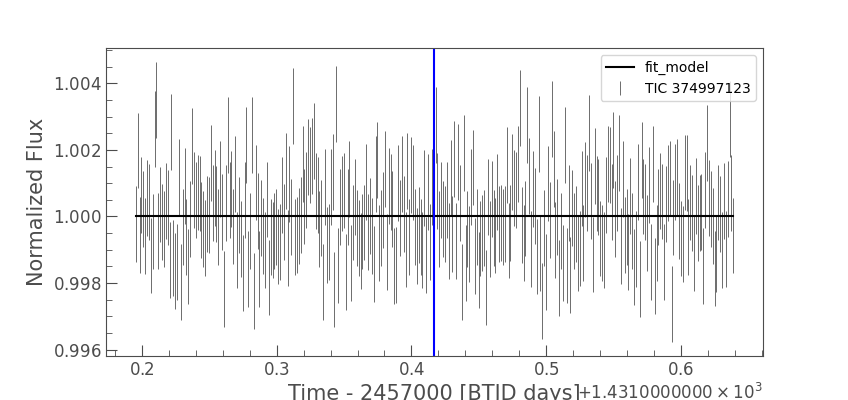 Normalized Flux
1.004
1.002
1.000
0.998
0.996
fit_model
TIC 374997123
0.2
0.3
0.4
0.5
0.6
Time - 2457000 [BTJD days]
+1.4310000000 × 10³